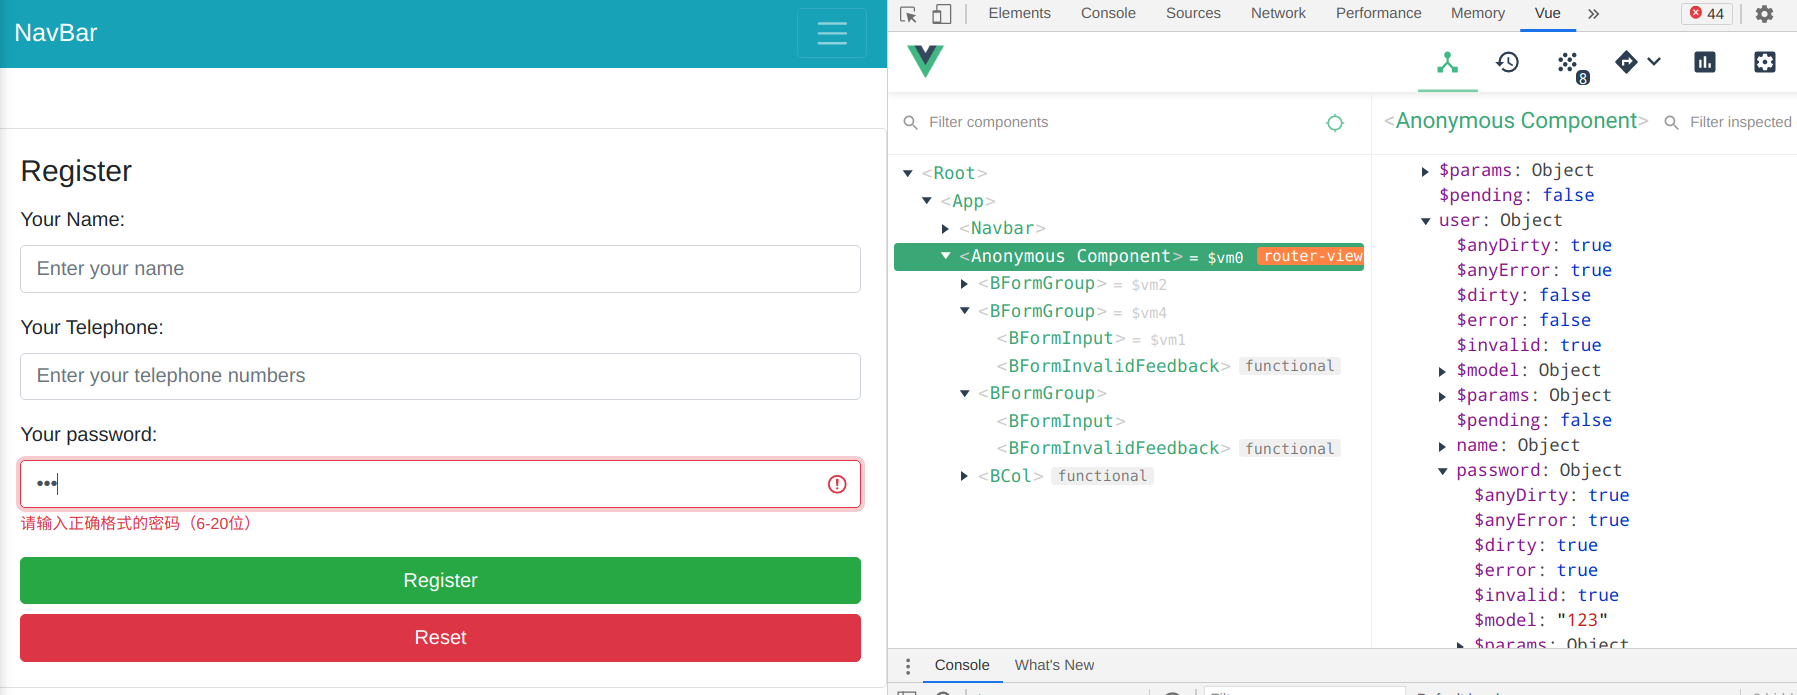 NavBar
Register
Your Name:
Enter your name
Your Telephone:
Enter your telephone numbers
Your password:
•••
请输入正确格式的密码（6-20位）
Register
Reset
Elements Console Sources Network Performance Memory Vue » 44
8
Filter components
<Root>
<App>
<Navbar>
<Anonymous Component> = $vm0 router-view
<BFormGroup> = $vm2
<BFormGroup> = $vm4
<BFormInput> = $vm1
<BFormInvalidFeedback> functional
<BFormGroup>
<BFormInput>
<BFormInvalidFeedback> functional
<BCol> functional
<Anonymous Component> Filter inspected
$params: Object
$pending: false
user: Object
$anyDirty: true
$anyError: true
$dirty: false
$error: false
$invalid: true
$model: Object
$params: Object
$pending: false
name: Object
password: Object
$anyDirty: true
$anyError: true
$dirty: true
$error: true
$invalid: true
$model: "123"
$params: Object
Console What's New